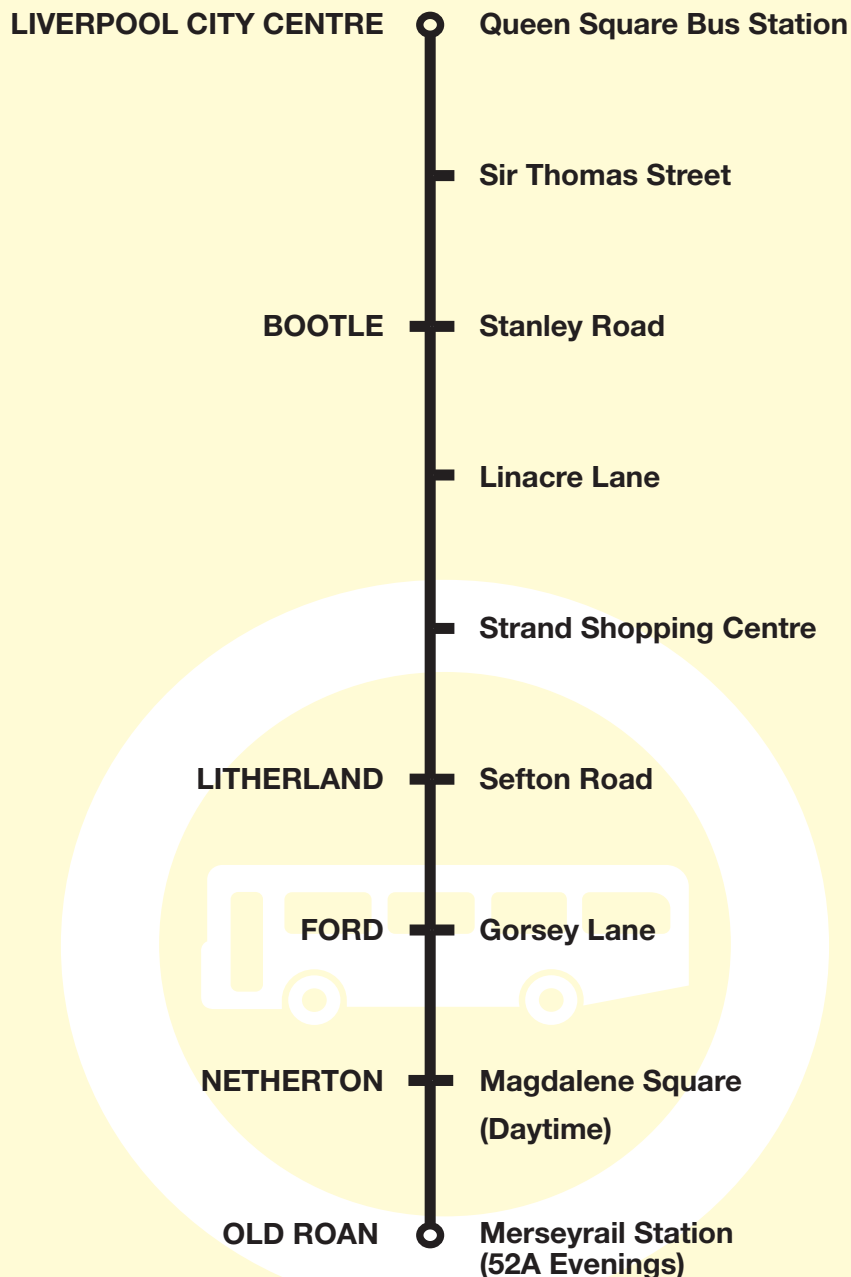 LIVERPOOL CITY CENTRE Queen Square Bus Station
Sir Thomas Street
BOOTLE Stanley Road
Linacre Lane
Strand Shopping Centre
LITHERLAND Sefton Road
FORD Gorsey Lane
NETHERTON Magdalene Square
(Daytime)
OLD ROAN Merseyrail Station
(52A Evenings)